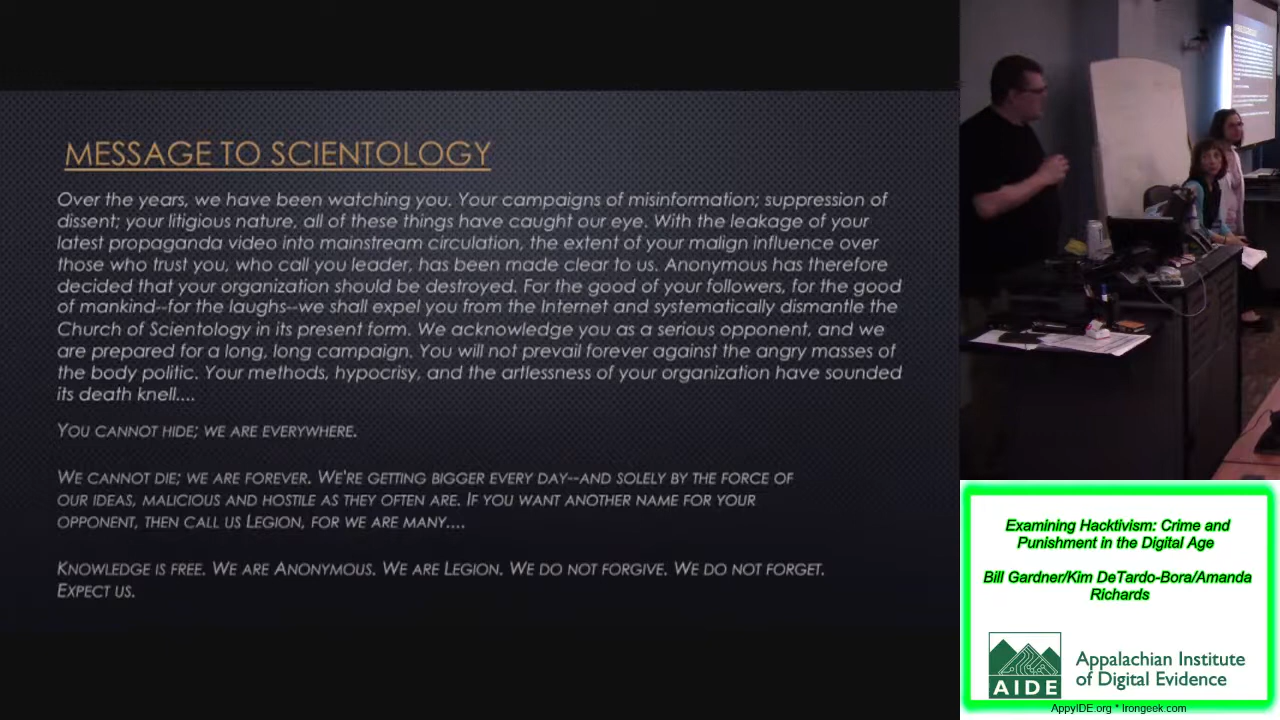 MESSAGE TO SCIENTOLOGY
Over the years, we have been watching you. Your campaigns of misinformation; suppression of
dissent; your litigious nature, all of these things have caught our eye. With the leakage of your
latest propaganda video into mainstream circulation, the extent of your malign influence over
those who trust you, who call you leader, has been made clear to us. Anonymous has therefore
decided that your organization should be destroyed. For the good of your followers, for the good
of mankind--for the laughs--we shall expel you from the Internet and systematically dismantle the
Church of Scientology in its present form. We acknowledge you as a serious opponent, and we
are prepared for a long, long campaign. You will not prevail forever against the angry masses of
the body politic. Your methods, hypocrisy, and the artlessness of your organization have sounded
its death knell....
YOU CANNOT HIDE; WE ARE EVERYWHERE.
WE CANNOT DIE; WE ARE FOREVER. WE'RE GETTING BIGGER EVERY DAY--AND SOLELY BY THE FORCE OF
OUR IDEAS, MALICIOUS AND HOSTILE AS THEY OFTEN ARE. IF YOU WANT ANOTHER NAME FOR YOUR
OPPONENT, THEN CALL US LEGION, FOR WE ARE MANY....
KNOWLEDGE IS FREE. WE ARE ANONYMOUS. WE ARE LEGION. WE DO NOT FORGIVE. WE DO NOT FORGET.
EXPECT US.
Examining Hacktivism: Crime and
Punishment in the Digital Age
Bill Gardner/Kim DeTardo-Bora/Amanda
Richards
AIDE
Appalachian Institute
of Digital Evidence
AppyIDE.org * Irongeek.com